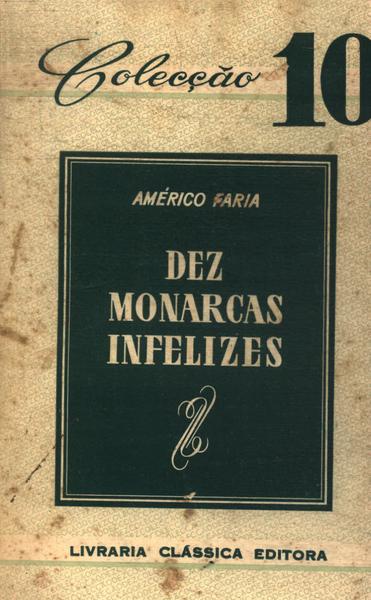 Colecção 10
AMÉRICO FARIA
DEZ
MONARCAS
INFELIZES
LIVRARIA CLÁSSICA EDITORA